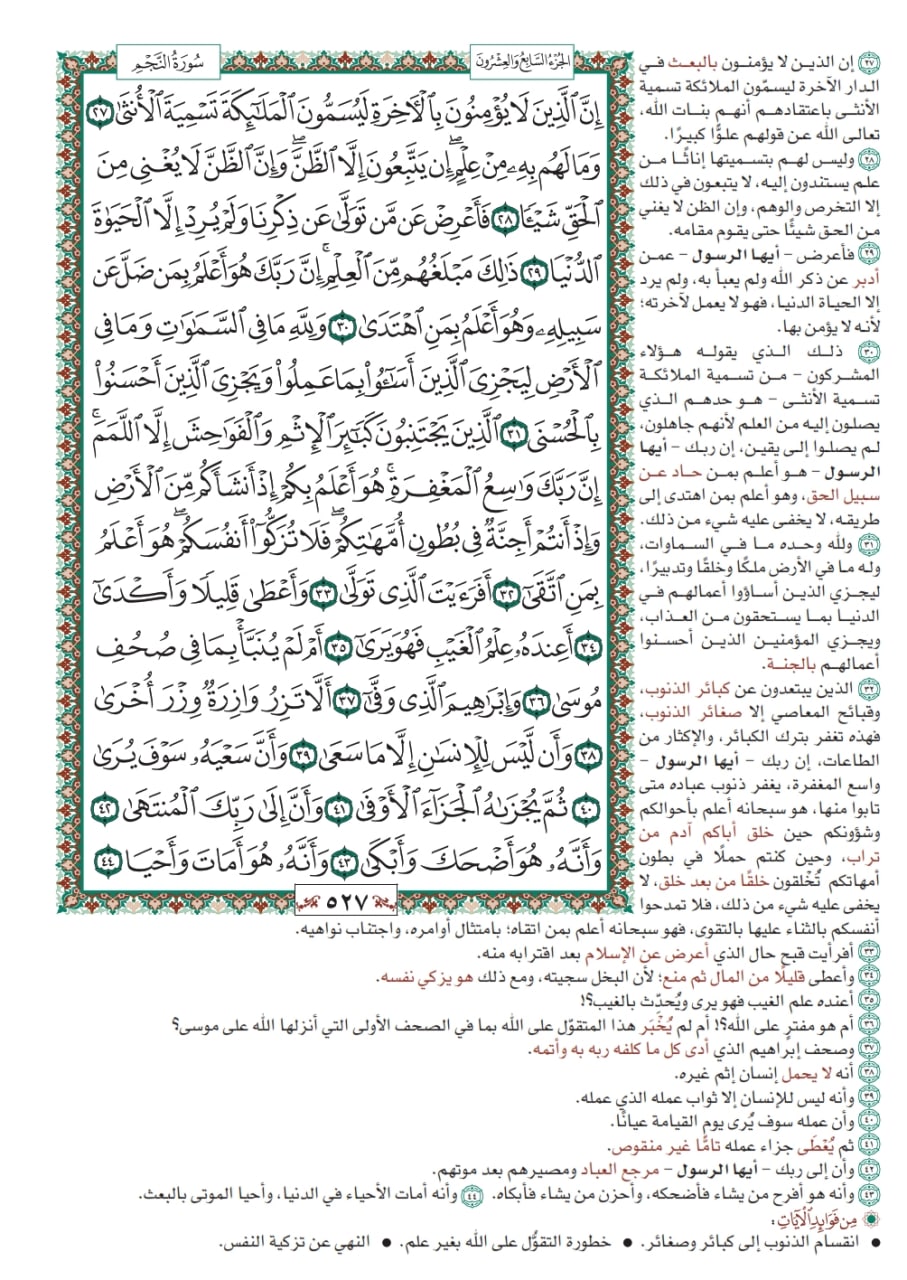 سُورَةُ النَّجْمِ
الجُزْءُ السَّابِعُ وَالعِشْرُونَ
إِنَّ ٱلَّذِينَ لَا يُؤْمِنُونَ بِٱلْأَخِرَةِ لَيُسَمُّونَ ٱلْمَلَٰٓئِكَةَ تَسْمِيَةَ ٱلْأُنثَىٰ ٢٧
وَمَا لَهُم بِهِۦ مِنْ عِلْمٍۖ إِن يَتَّبِعُونَ إِلَّا ٱلظَّنَّۖ وَإِنَّ ٱلظَّنَّ لَا يُغْنِى مِنَ
ٱلْحَقِّ شَيْـًٔا ٢٨ فَأَعْرِضْ عَن مَّن تَوَلَّىٰ عَن ذِكْرِنَا وَلَمْ يُرِدْ إِلَّا ٱلْحَيَوٰةَ
ٱلدُّنْيَا ٢٩ ذَٰلِكَ مَبْلَغُهُم مِّنَ ٱلْعِلْمِۚ إِنَّ رَبَّكَ هُوَ أَعْلَمُ بِمَن ضَلَّ عَن
سَبِيلِهِۦ وَهُوَ أَعْلَمُ بِمَنِ ٱهْتَدَىٰ ٣٠ وَلِلَّهِ مَا فِى ٱلسَّمَٰوَٰتِ وَمَا فِى
ٱلْأَرْضِ لِيَجْزِىَ ٱلَّذِينَ أَسَٰٓـُٔوا۟ بِمَا عَمِلُوا۟ وَيَجْزِىَ ٱلَّذِينَ أَحْسَنُوا۟
بِٱلْحُسْنَى ٣١ ٱلَّذِينَ يَجْتَنِبُونَ كَبَٰٓئِرَ ٱلْإِثْمِ وَٱلْفَوَٰحِشَ إِلَّا ٱللَّمَمَۚ
إِنَّ رَبَّكَ وَٰسِعُ ٱلْمَغْفِرَةِۚ هُوَ أَعْلَمُ بِكُمْ إِذْ أَنشَأَكُم مِّنَ ٱلْأَرْضِ
وَإِذْ أَنتُمْ أَجِنَّةٌ فِى بُطُونِ أُمَّهَٰتِكُمْۖ فَلَا تُزَكُّوٓا۟ أَنفُسَكُمْۖ هُوَ أَعْلَمُ
بِمَنِ ٱتَّقَىٰٓ ٣٢ أَفَرَءَيْتَ ٱلَّذِى تَوَلَّىٰ ٣٣ وَأَعْطَىٰ قَلِيلًا وَأَكْدَىٰٓ
٣٤ أَعِندَهُۥ عِلْمُ ٱلْغَيْبِ فَهُوَ يَرَىٰٓ ٣٥ أَمْ لَمْ يُنَبَّأْ بِمَا فِى صُحُفِ
مُوسَىٰ ٣٦ وَإِبْرَٰهِيمَ ٱلَّذِى وَفَّىٰٓ ٣٧ أَلَّا تَزِرُ وَازِرَةٌ وِزْرَ أُخْرَىٰ
٣٨ وَأَن لَّيْسَ لِلْإِنسَٰنِ إِلَّا مَا سَعَىٰ ٣٩ وَأَنَّ سَعْيَهُۥ سَوْفَ يُرَىٰ
٤٠ ثُمَّ يُجْزَىٰهُ ٱلْجَزَآءَ ٱلْأَوْفَىٰ ٤١ وَأَنَّ إِلَىٰ رَبِّكَ ٱلْمُنتَهَىٰ ٤٢
وَأَنَّهُۥ هُوَ أَضْحَكَ وَأَبْكَىٰ ٤٣ وَأَنَّهُۥ هُوَ أَمَاتَ وَأَحْيَا ٤٤
٥٢٧
٢٧ إن الذين لا يؤمنون بالبعث في
الدار الآخرة ليسمّون الملائكة تسمية
الأنثى باعتقادهم أنهم بنات الله،
تعالى الله عن قولهم علوًّا كبيرًا.
٢٨ وليس لهم بتسميتها إناثًا من
علم يستندون إليه، لا يتبعون في ذلك
إلا التخرص والوهم، وإن الظن لا يغني
من الحق شيئًا حتى يقوم مقامه.
٢٩ فأعرض – أيها الرسول – عمن
أدبر عن ذكر الله ولم يعبأ به، ولم يرد
إلا الحياة الدنيا، فهو لا يعمل لآخرته؛
لأنه لا يؤمن بها.
٣٠ ذلك الذي يقوله هؤلاء
المشركون – من تسمية الملائكة
تسمية الأنثى – هو حدهم الذي
يصلون إليه من العلم لأنهم جاهلون،
لم يصلوا إلى يقين، إن ربك – أيها
الرسول – هو أعلم بمن حاد عن
سبيل الحق، وهو أعلم بمن اهتدى إلى
طريقه، لا يخفى عليه شيء من ذلك.
٣١ ولله وحده ما في السماوات،
وله ما في الأرض ملكًا وخلقًا وتدبيرًا،
ليجزي الذين أساؤوا أعمالهم في
الدنيا بما يستحقون من العذاب،
ويجزي المؤمنين الذين أحسنوا
أعمالهم بالجنة.
٣٢ الذين يبتعدون عن كبائر الذنوب،
وقبائح المعاصي إلا صغائر الذنوب،
فهذه تغفر بترك الكبائر، والإكثار من
الطاعات، إن ربك – أيها الرسول –
واسع المغفرة، يغفر ذنوب عباده متى
تابوا منها، هو سبحانه أعلم بأحوالكم
وشؤونكم حين خلق أباكم آدم من
تراب، وحين كنتم حملًا في بطون
أمهاتكم تُخْلقون خلقًا من بعد خلق، لا
يخفى عليه شيء من ذلك، فلا تمدحوا
أنفسكم بالثناء عليها بالتقوى، فهو سبحانه أعلم بمن اتقاه؛ بامتثال أوامره، واجتناب نواهيه.
٣٣ أفرأيت قبح حال الذي أعرض عن الإسلام بعد اقترابه منه.
٣٤ وأعطى قليلًا من المال ثم منع؛ لأن البخل سجيته، ومع ذلك هو يزكي نفسه.
٣٥ أعنده علم الغيب فهو يرى ويُحدِّث بالغيب؟!
٣٦ أم هو مفترٍ على الله؟! أم لم يُخْبَر هذا المتقوّل على الله بما في الصحف الأولى التي أنزلها الله على موسى؟
٣٧ وصحف إبراهيم الذي أدى كل ما كلفه ربه به وأتمه.
٣٨ أنه لا يحمل إنسان إثم غيره.
٣٩ وأنه ليس للإنسان إلا ثواب عمله الذي عمله.
٤٠ وأن عمله سوف يُرى يوم القيامة عيانًا.
٤١ ثم يُعْطَى جزاء عمله تامًّا غير منقوص.
٤٢ وأن إلى ربك – أيها الرسول – مرجع العباد ومصيرهم بعد موتهم.
٤٣ وأنه هو أفرح من يشاء فأضحكه، وأحزن من يشاء فأبكاه. ٤٤ وأنه أمات الأحياء في الدنيا، وأحيا الموتى بالبعث.
مِن فَوَائِدِ الْآيَاتِ :
• انقسام الذنوب إلى كبائر وصغائر. • خطورة التقوُّل على الله بغير علم. • النهي عن تزكية النفس.